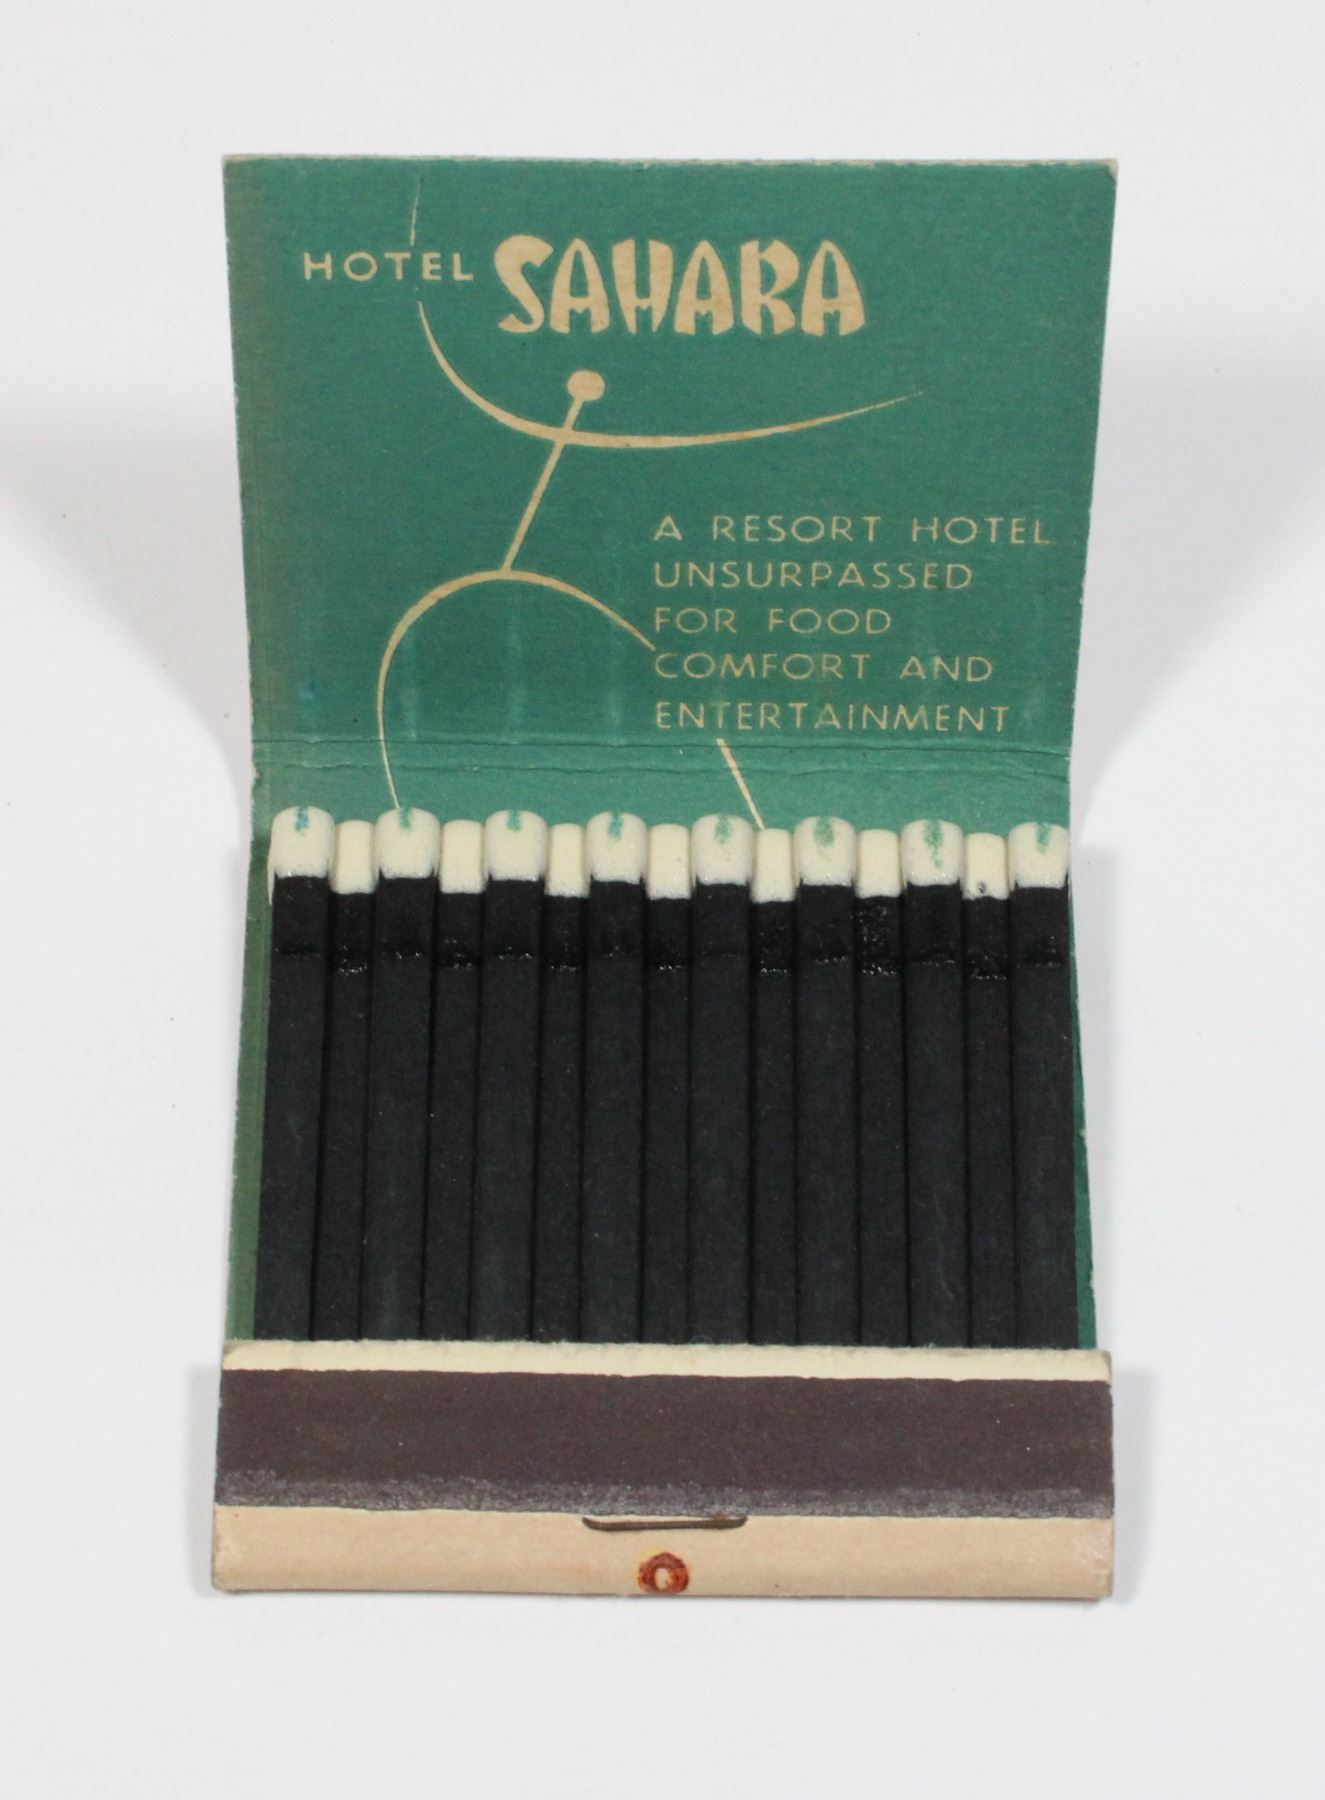 HOTEL SAHARA
A RESORT HOTEL
UNSURPASSED
FOR FOOD
COMFORT AND
ENTERTAINMENT